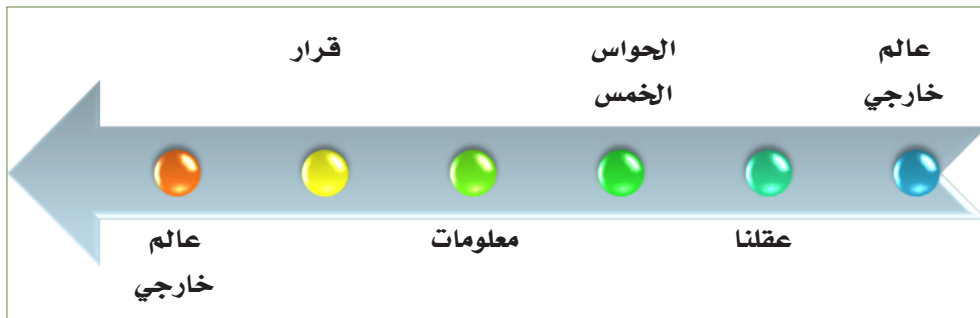 عالم
خارجي
عقلنا
الحواس
الخمس
معلومات
قرار
عالم
خارجي